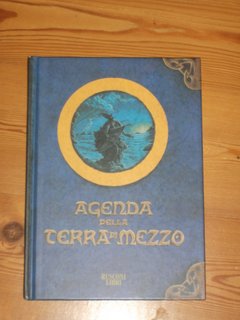 AGENDA
DELLA
TERRA DI MEZZO
RUSCONI
LIBRI